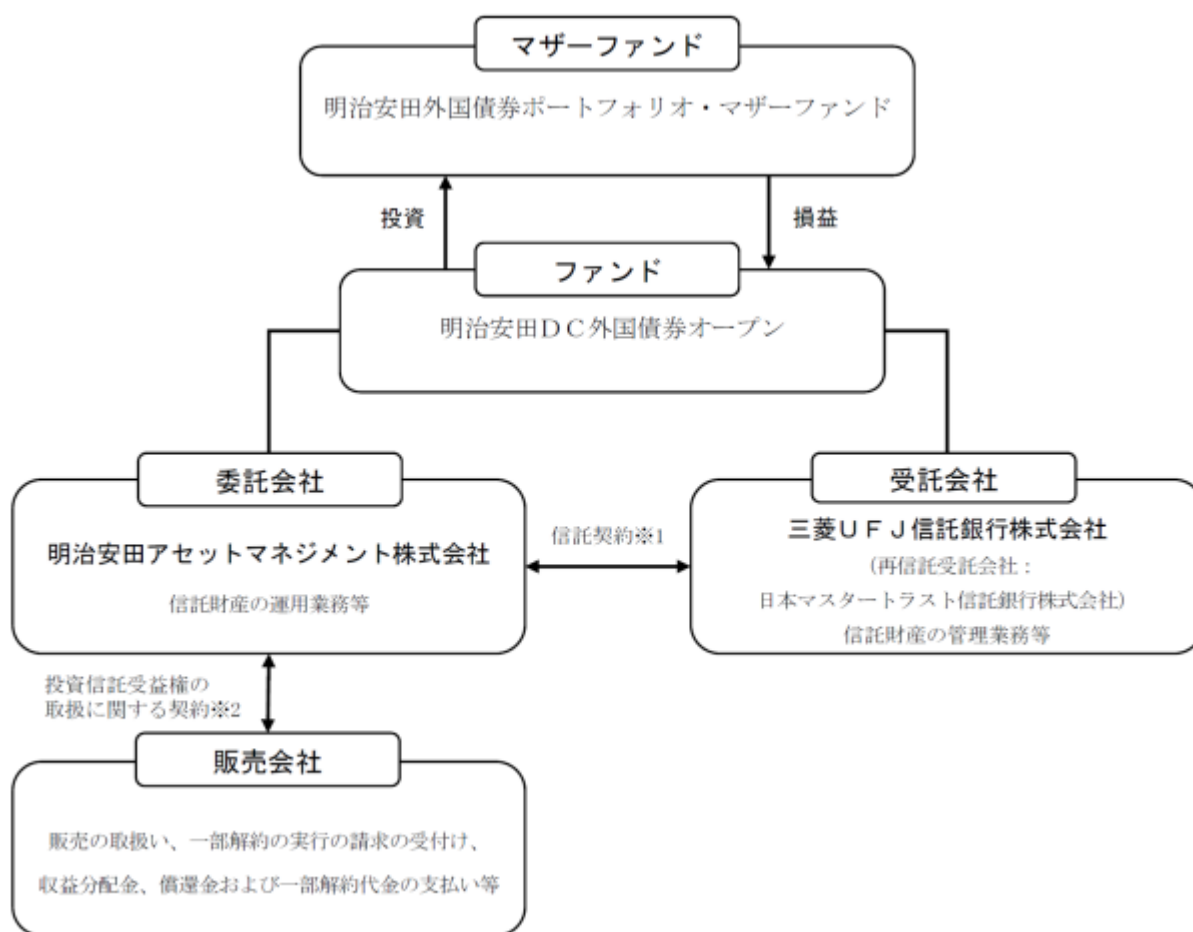 マザーファンド
明治安田外国債券ポートフォリオ・マザーファンド
投資
損益
ファンド
明治安田DC外国債券オープン
委託会社
明治安田アセットマネジメント株式会社
信託財産の運用業務等
信託契約※1
受託会社
三菱UFJ信託銀行株式会社
(再信託受託会社:
日本マスタートラスト信託銀行株式会社)
信託財産の管理業務等
投資信託受益権の
取扱に関する契約※2
販売会社
販売の取扱い、一部解約の実行の請求の受付け、
収益分配金、償還金および一部解約代金の支払い等